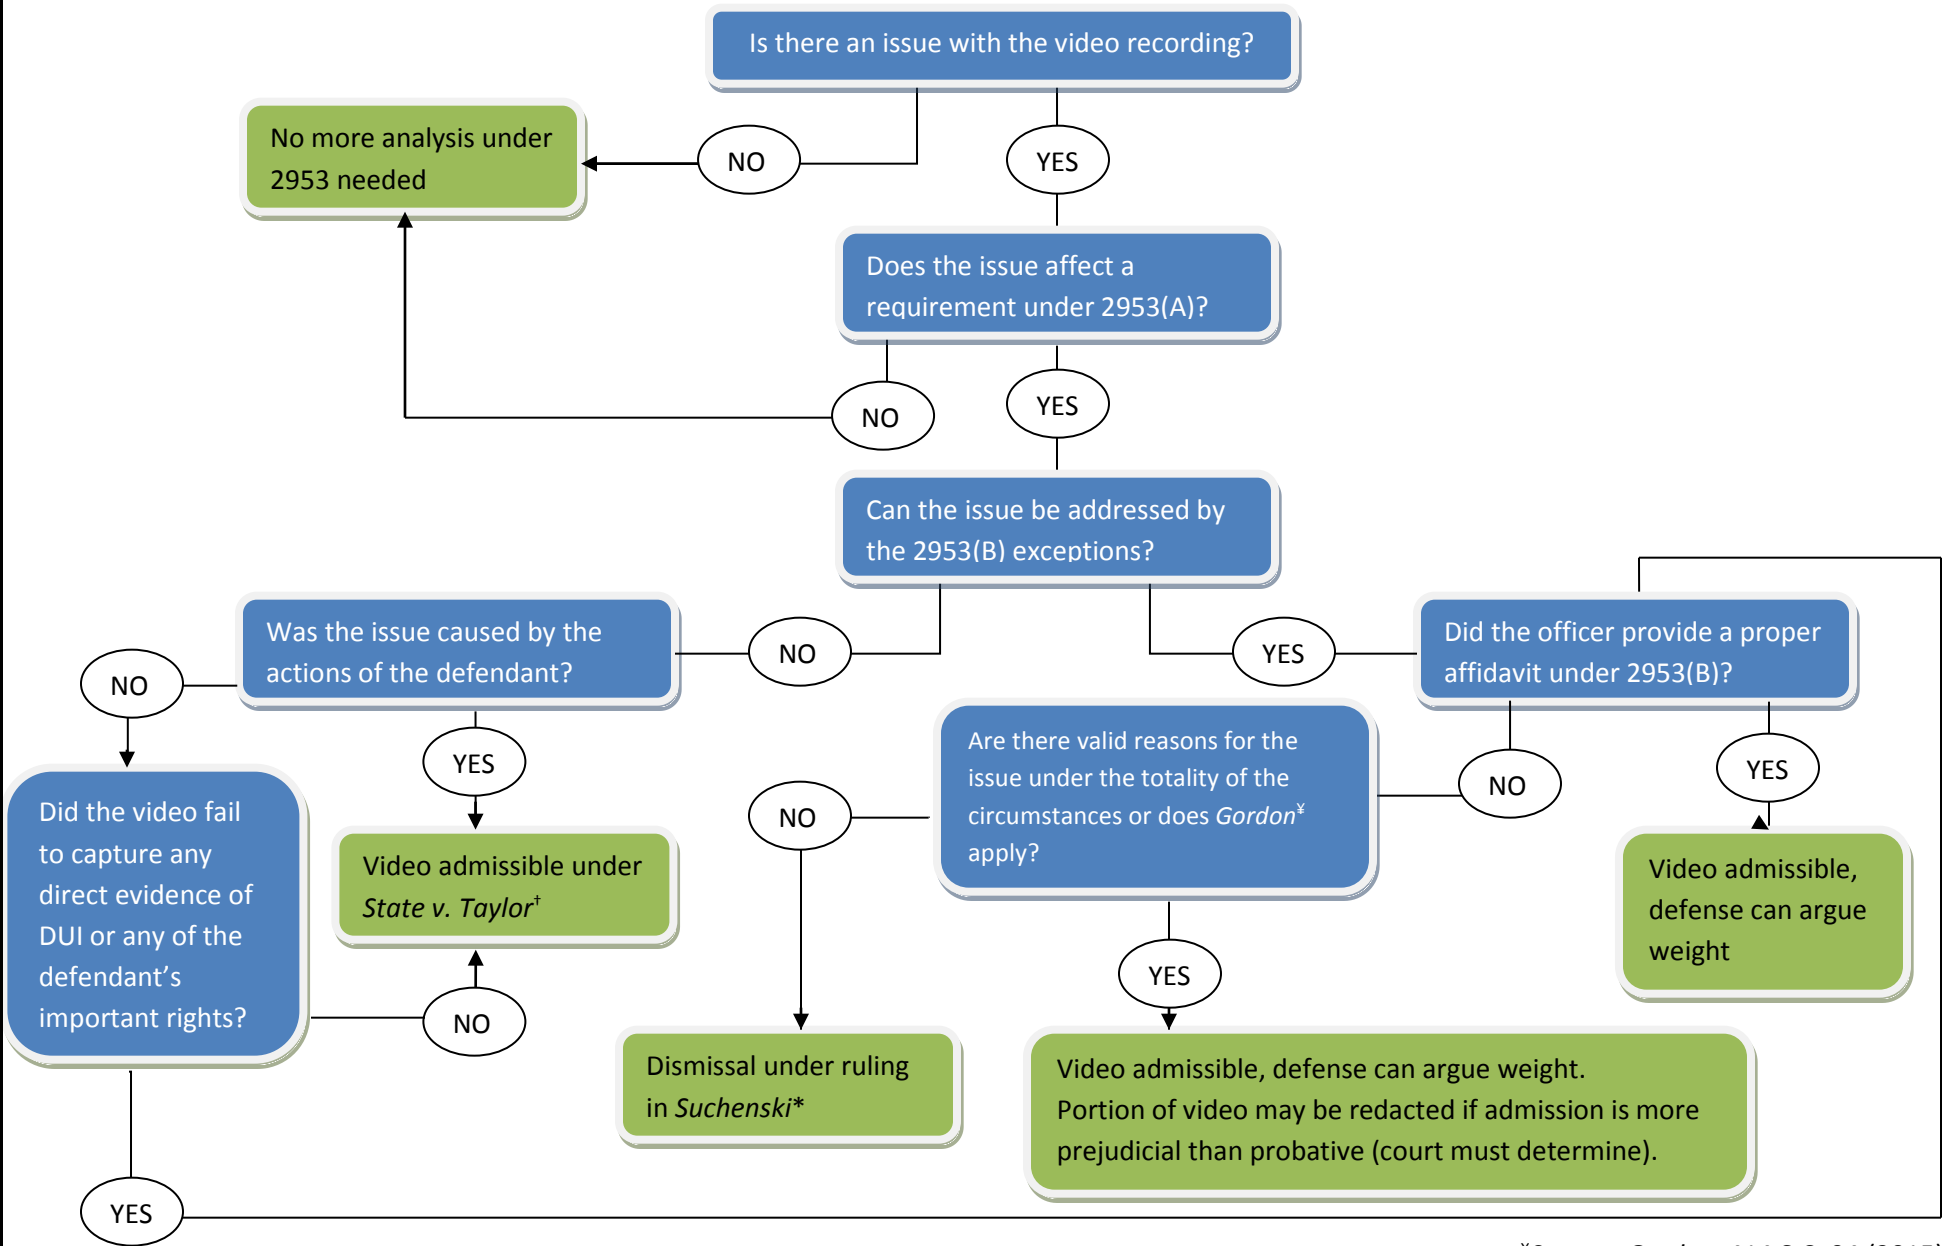 Is there an issue with the video recording?
No more analysis under
2953 needed
NO
YES
Does the issue affect a
requirement under 2953(A)?
NO
YES
Can the issue be addressed by
the 2953(B) exceptions?
Was the issue caused by the
actions of the defendant?
NO
YES
Did the officer provide a proper
affidavit under 2953(B)?
NO
YES
Are there valid reasons for the
issue under the totality of the
circumstances or does Gordon¥
apply?
NO
YES
NO
Did the video fail
to capture any
direct evidence of
DUI or any of the
defendant's
important rights?
Video admissible under
State v. Taylor†
Video admissible,
defense can argue
weight
YES
NO
Dismissal under ruling
in Suchenski*
Video admissible, defense can argue weight.
Portion of video may be redacted if admission is more
prejudicial than probative (court must determine).
YES